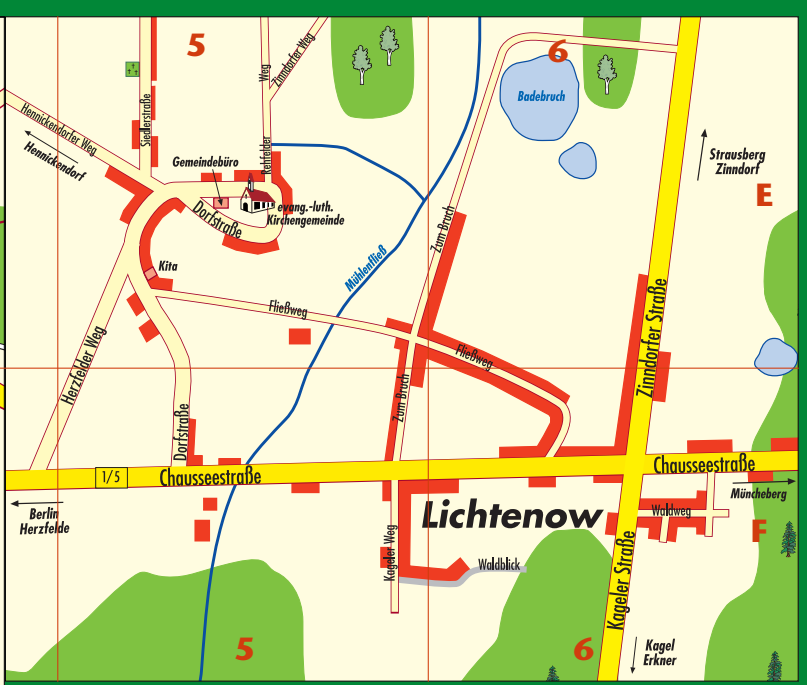 5
6
Weg
Zinndorfer Weg
Badebruch
Siedlerstraße
Hennickendorfer Weg
Hennickendorf
Rehfelder
Gemeindebüro
Strausberg
Zinndorf
E
evang.-luth.
Kirchengemeinde
Dorfstraße
Zum Bruch
Mühlenfließ
Kita
Fließweg
Zinndorfer Straße
Herzfelder Weg
Fließweg
Zum Bruch
Dorfstraße
1/5
Chausseestraße
Chausseestraße
Müncheberg
Berlin
Herzfelde
Lichtenow
Waldweg
F
Kageler Weg
Waldblick
Kageler Straße
5
6
Kagel
Erkner